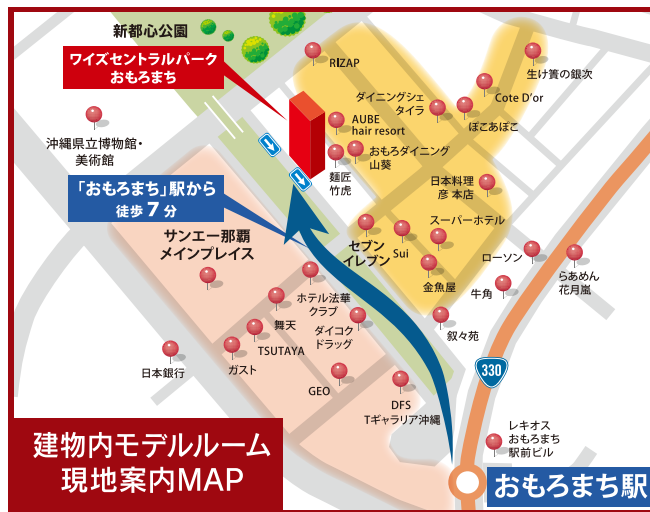 新都心公園
ワイズセントラルパーク
おもろまち
RIZAP
生け簀の銀次
Cote D'or
ダイニングシェ
タイラ
ぽこあぽこ
沖縄県立博物館・
美術館
AUBE
hair resort
おもろダイニング
山葵
麺匠
竹虎
日本料理
彦 本店
「おもろまち」駅から
徒歩7分
サンエー那覇
メインプレイス
セブン
イレブン
Sui
スーパーホテル
金魚屋
ローソン
らあめん
花月嵐
牛角
ホテル法華
クラブ
舞天
ダイコク
ドラッグ
叙々苑
TSUTAYA
ガスト
日本銀行
GEO
DFS
Tギャラリア沖縄
330
レキオス
おもろまち
駅前ビル
建物内モデルルーム
現地案内MAP
おもろまち駅